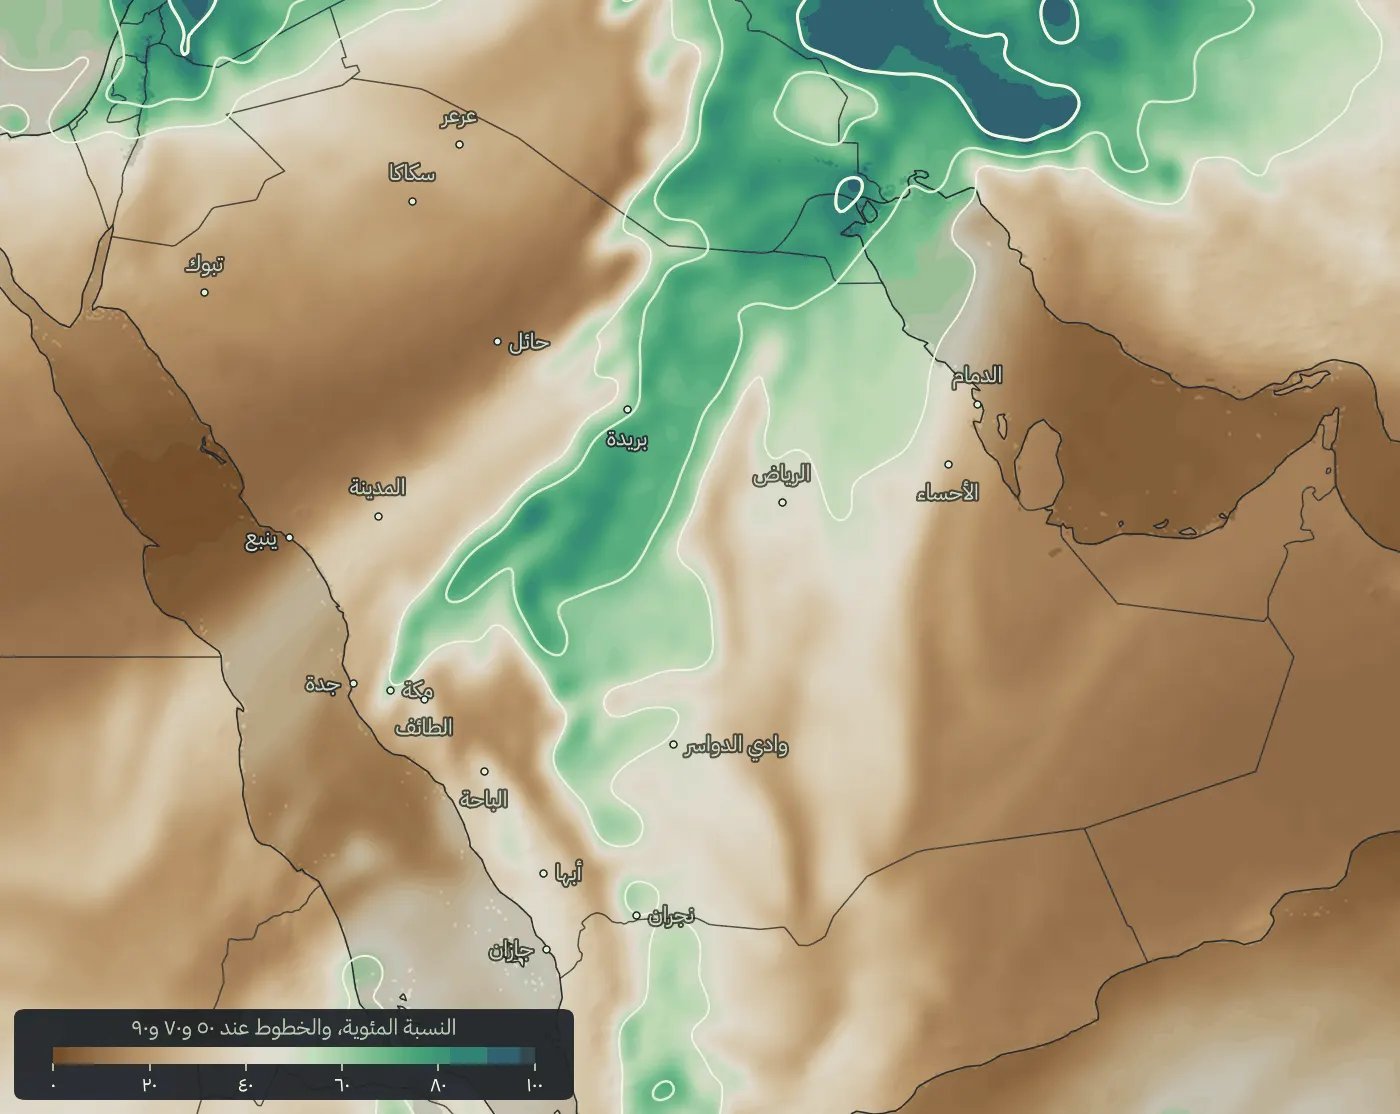 عرعر
سكاكا
تبوك
حائل
الدمام
بريدة
الرياض
المدينة
الأحساء
ينبع
جدة
مكة
الطائف
وادي الدواسر
الباحة
أبها
نجران
جازان
النسبة المئوية، والخطوط عند ٥٠ و٧٠ و٩٠
٠ ٢٠ ٤٠ ٦٠ ٨٠ ١٠٠